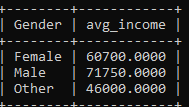 +--------+------------+
| Gender | avg_income |
+--------+------------+
| Female | 60700.0000 |
| Male   | 71750.0000 |
| Other  | 46000.0000 |
+--------+------------+